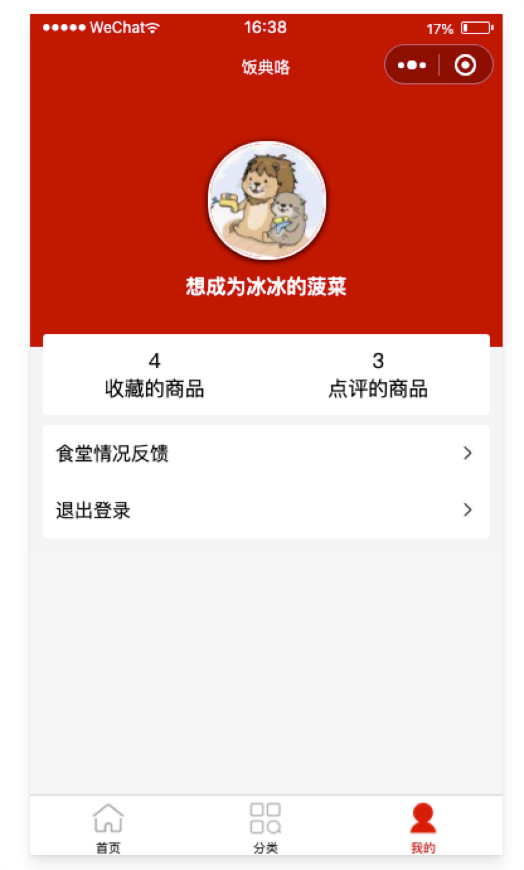 WeChat
16:38
17%
饭典咯
想成为冰冰的菠菜
4
收藏的商品
3
点评的商品
食堂情况反馈
退出登录
首页
分类
我的